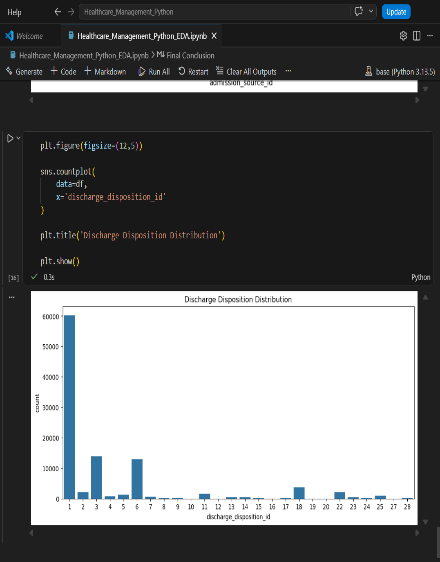 Help
Healthcare_Management_Python
Update
Welcome
Healthcare_Management_Python_EDA.ipynb
Healthcare_Management_Python_EDA.ipynb > M↓ Final Conclusion
Generate + Code + Markdown Run All Restart Clear All Outputs ... base (Python 3.13.5)
admission_source_id
plt.figure(figsize=(12,5))
sns.countplot(
data=df,
x='discharge_disposition_id'
)
plt.title('Discharge Disposition Distribution')
plt.show()
[16] 0.3s Python
...
Discharge Disposition Distribution
60000
50000
40000
30000
20000
10000
0
count
1 2 3 4 5 6 7 8 9 10 11 12 13 14 15 16 17 18 19 20 22 23 24 25 27 28
discharge_disposition_id